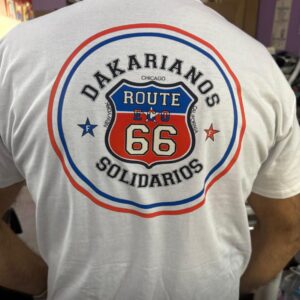 DAKARIANOS
CHICAGO
ROUTE
66
SOLIDARIOS